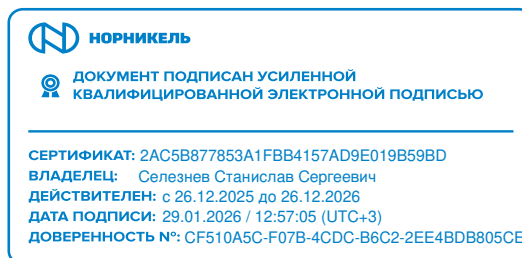 НОРНИКЕЛЬ
ДОКУМЕНТ ПОДПИСАН УСИЛЕННОЙ
КВАЛИФИЦИРОВАННОЙ ЭЛЕКТРОННОЙ ПОДПИСЬЮ
СЕРТИФИКАТ: 2AC5B877853A1FBB4157AD9E019B59BD
ВЛАДЕЛЕЦ: Селезнев Станислав Сергеевич
ДЕЙСТВИТЕЛЕН: с 26.12.2025 до 26.12.2026
ДАТА ПОДПИСИ: 29.01.2026 / 12:57:05 (UTC+3)
ДОВЕРЕННОСТЬ №: CF510A5C-F07B-4CDC-B6C2-2EE4BDB805CE